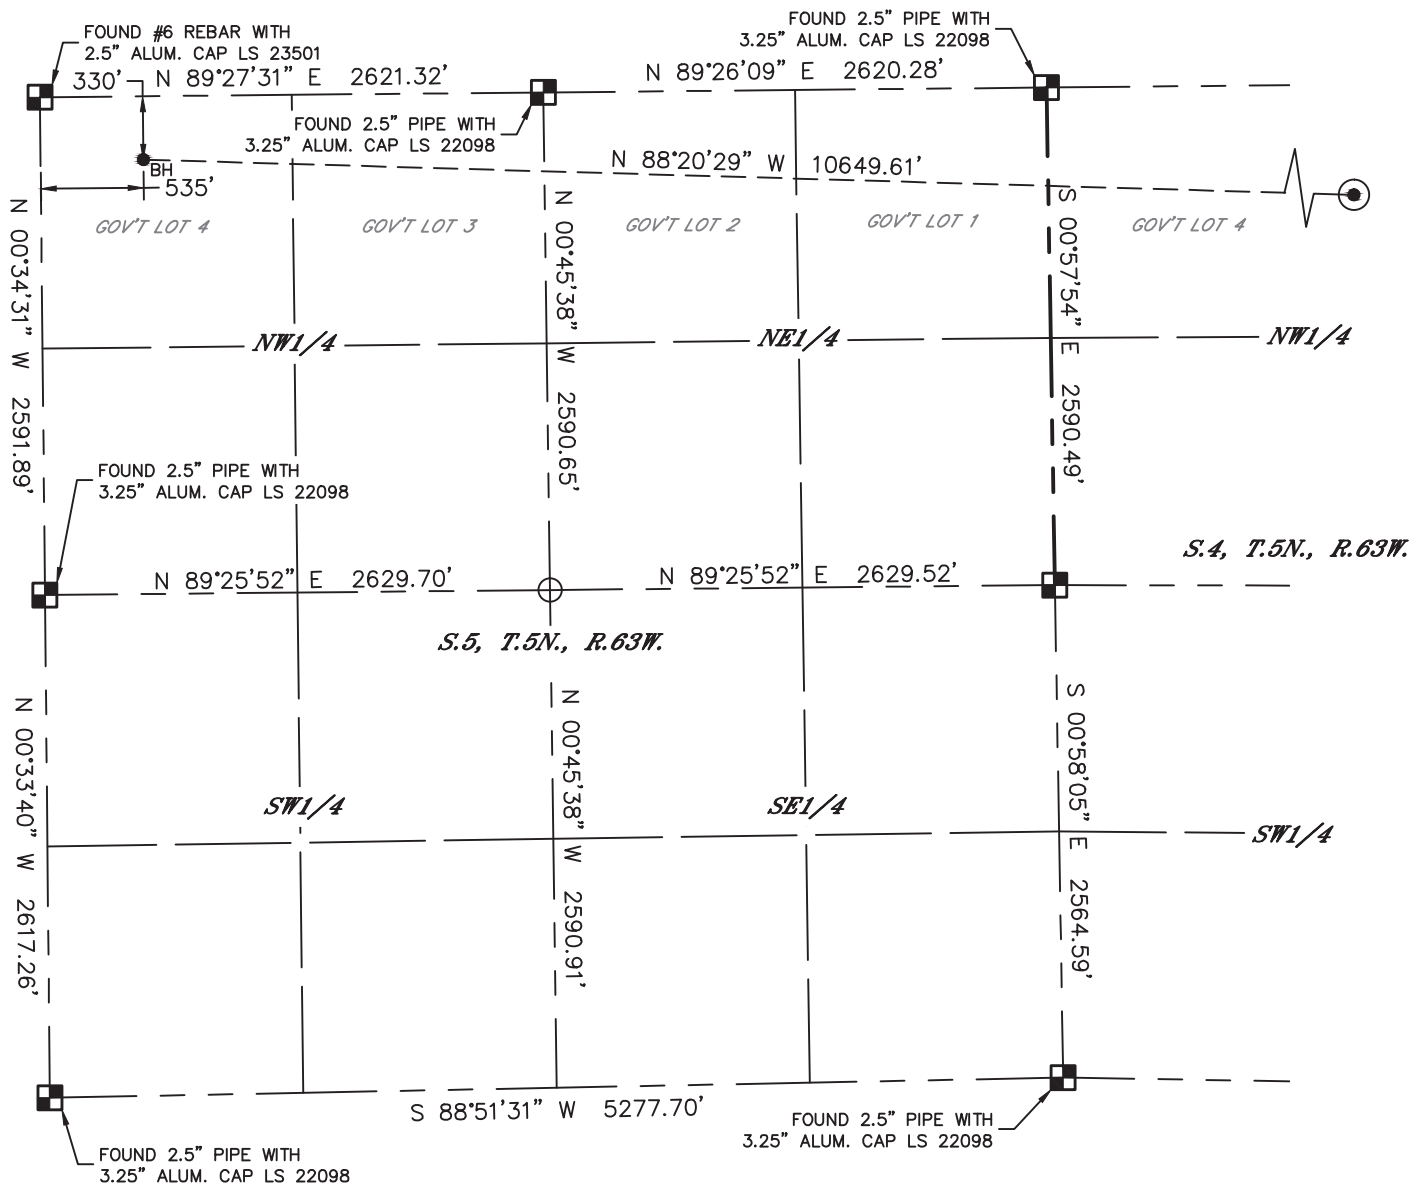 FOUND #6 REBAR WITH
2.5" ALUM. CAP LS 23501
FOUND 2.5" PIPE WITH
3.25" ALUM. CAP LS 22098
330'
N 89°27'31" E 2621.32'
N 89°26'09" E 2620.28'
FOUND 2.5" PIPE WITH
3.25" ALUM. CAP LS 22098
BH
535'
N 88°20'29" W 10649.61'
GOV'T LOT 4
GOV'T LOT 3
GOV'T LOT 2
GOV'T LOT 1
GOV'T LOT 4
N 00°34'31" W 2591.89'
N 00°45'38" W 2590.65'
S 00°57'54" E 2590.49'
NW1/4
NE1/4
NW1/4
FOUND 2.5" PIPE WITH
3.25" ALUM. CAP LS 22098
S.4, T.5N., R.63W.
N 89°25'52" E 2629.70'
N 89°25'52" E 2629.52'
S.5, T.5N., R.63W.
N 00°33'40" W 2617.26'
N 00°45'38" W 2590.91'
S 00°58'05" E 2564.59'
SW1/4
SE1/4
SW1/4
S 88°51'31" W 5277.70'
FOUND 2.5" PIPE WITH
3.25" ALUM. CAP LS 22098
FOUND 2.5" PIPE WITH
3.25" ALUM. CAP LS 22098